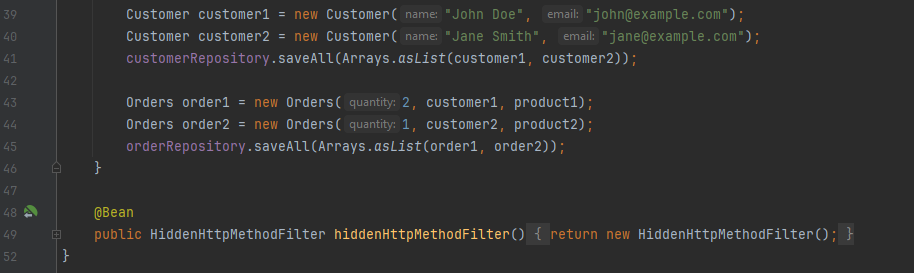 39 Customer customer1 = new Customer( name: "John Doe", email: "john@example.com");
40 Customer customer2 = new Customer( name: "Jane Smith", email: "jane@example.com");
41 customerRepository.saveAll(Arrays.asList(customer1, customer2));
42
43 Orders order1 = new Orders( quantity: 2, customer1, product1);
44 Orders order2 = new Orders( quantity: 1, customer2, product2);
45 orderRepository.saveAll(Arrays.asList(order1, order2));
46 }
47
48 @Bean
49 public HiddenHttpMethodFilter hiddenHttpMethodFilter() { return new HiddenHttpMethodFilter(); }
52 }